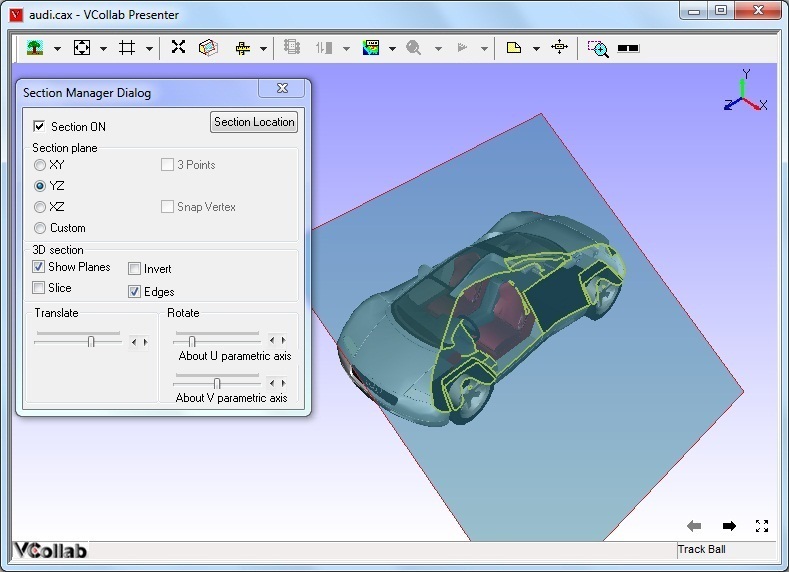 audi.cax - VCollab Presenter
Section Manager Dialog
Section ON
Section Location
Section plane
XY
3 Points
YZ
XZ
Snap Vertex
Custom
3D section
Show Planes
Invert
Slice
Edges
Translate
Rotate
About U parametric axis
About V parametric axis
Y
Z
X
VCollab
Track Ball